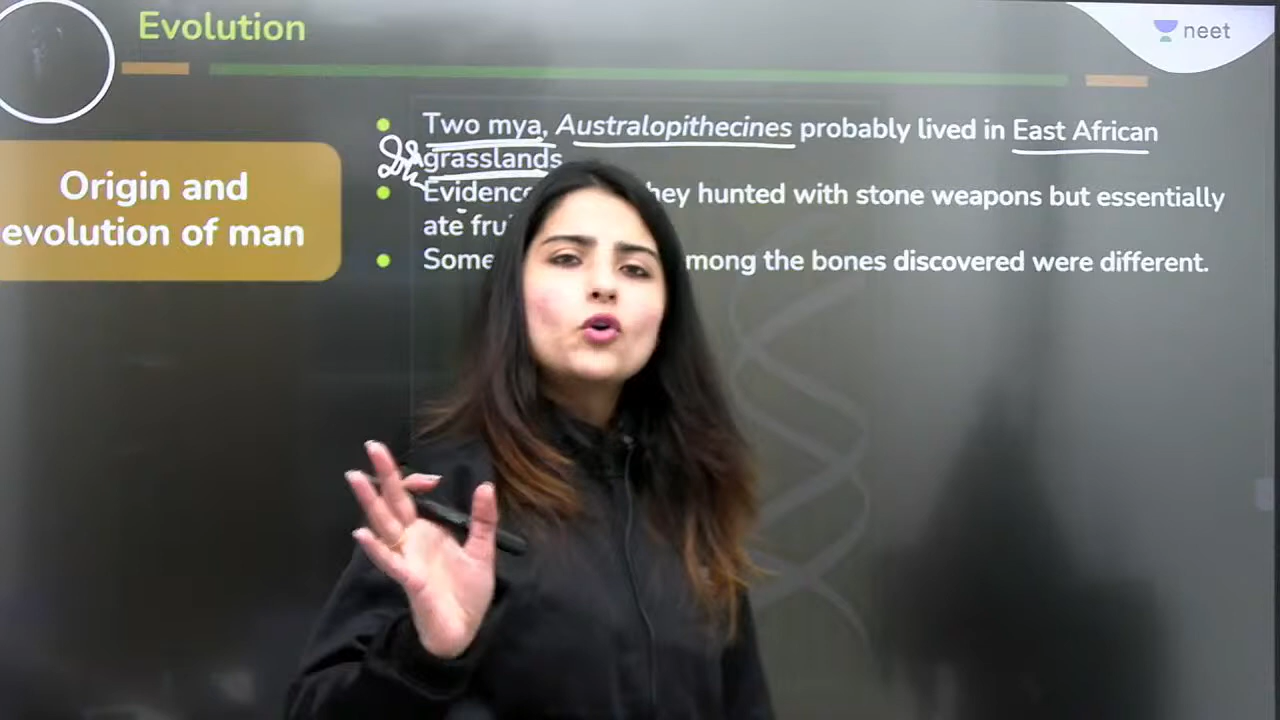 Evolution
neet
Origin and
evolution of man
Two mya, Australopithecines probably lived in East African
grasslands
Evidence hey hunted with stone weapons but essentially
ate fru
Some mong the bones discovered were different.